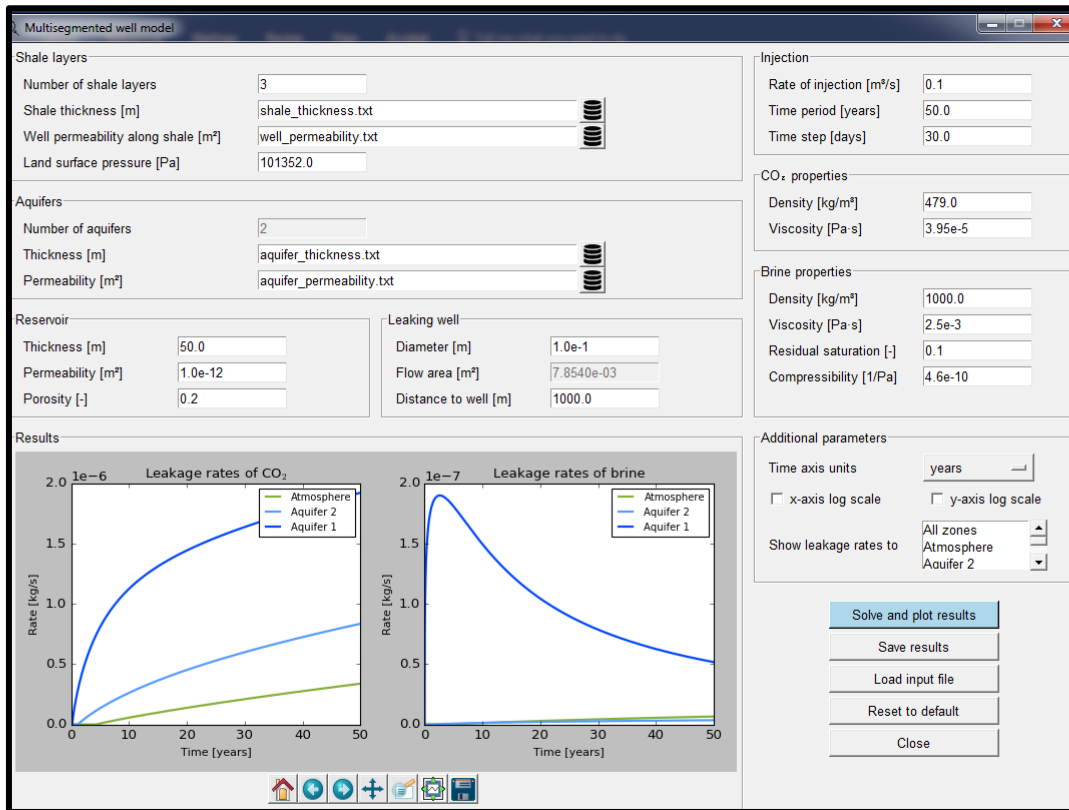 Multisegmented well model
Shale layers
Number of shale layers 3
Shale thickness [m] shale_thickness.txt
Well permeability along shale [m²] well_permeability.txt
Land surface pressure [Pa] 101352.0
Aquifers
Number of aquifers 2
Thickness [m] aquifer_thickness.txt
Permeability [m²] aquifer_permeability.txt
Reservoir
Thickness [m] 50.0
Permeability [m²] 1.0e-12
Porosity [-] 0.2
Leaking well
Diameter [m] 1.0e-1
Flow area [m²] 7.8540e-03
Distance to well [m] 1000.0
Injection
Rate of injection [m³/s] 0.1
Time period [years] 50.0
Time step [days] 30.0
CO₂ properties
Density [kg/m³] 479.0
Viscosity [Pa·s] 3.95e-5
Brine properties
Density [kg/m³] 1000.0
Viscosity [Pa·s] 2.5e-3
Residual saturation [-] 0.1
Compressibility [1/Pa] 4.6e-10
Results
1e−6 Leakage rates of CO₂
2.0
1.5
1.0
0.5
0.0
Rate [kg/s]
Atmosphere
Aquifer 2
Aquifer 1
0 10 20 30 40 50
Time [years]
1e−7 Leakage rates of brine
2.0
1.5
1.0
0.5
0.0
Rate [kg/s]
Atmosphere
Aquifer 2
Aquifer 1
0 10 20 30 40 50
Time [years]
Additional parameters
Time axis units years
x-axis log scale y-axis log scale
Show leakage rates to
All zones
Atmosphere
Aquifer 2
Solve and plot results
Save results
Load input file
Reset to default
Close